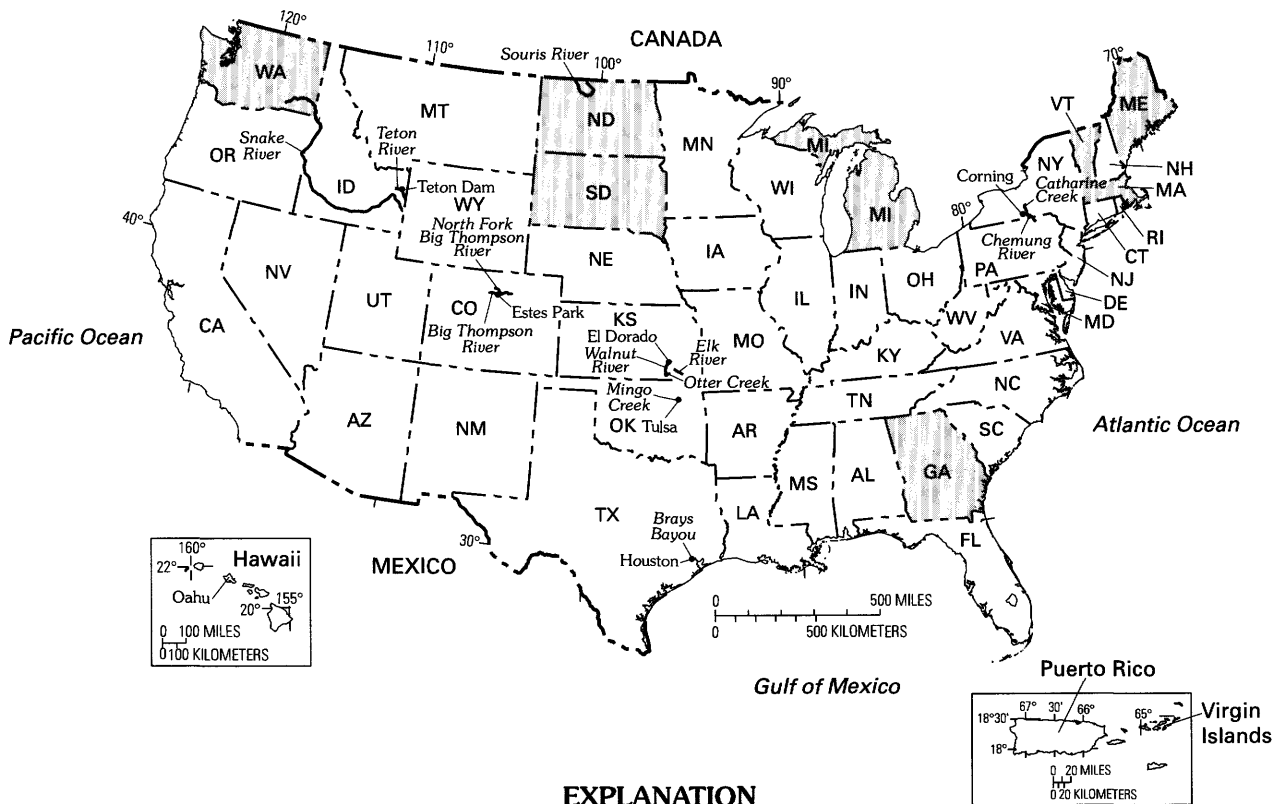 120°
110°
CANADA
Souris River
100°
90°
70°
WA
MT
ND
MN
VT
ME
OR
Snake
River
Teton
River
ID
Teton Dam
WY
SD
WI
MI
MI
NY
Corning
Catharine
Creek
NH
MA
80°
Chemung
River
RI
CT
NJ
40°
North Fork
Big Thompson
River
NE
IA
PA
OH
DE
MD
NV
UT
CO
Estes Park
Big Thompson
River
IL
IN
WV
VA
Pacific Ocean
CA
KS
El Dorado
Walnut
River
Elk
River
Otter Creek
MO
KY
NC
Mingo
Creek
OK
Tulsa
TN
AZ
NM
AR
SC
Atlantic Ocean
MS
AL
GA
TX
LA
Brays
Bayou
Houston
FL
30°
MEXICO
160°
Hawaii
22°
Oahu
155°
20°
0 100 MILES
0 100 KILOMETERS
0 500 MILES
0 500 KILOMETERS
Gulf of Mexico
Puerto Rico
67° 30' 66° 65°
18°30'
18°
Virgin
Islands
0 20 MILES
0 20 KILOMETERS
EXPLANATION